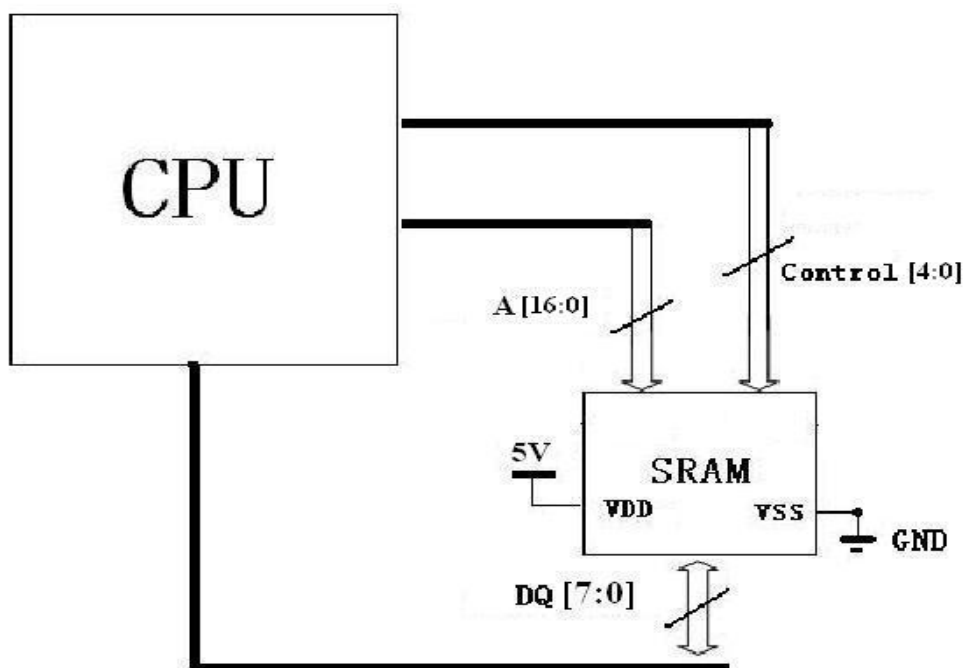 CPU
Control [4:0]
A [16:0]
5V
SRAM
VDD
VSS
GND
DQ [7:0]